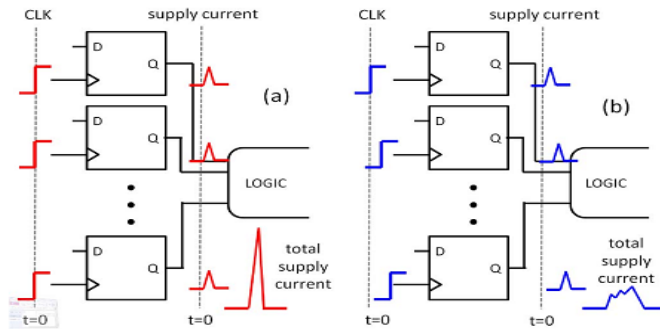 CLK
supply current
D
Q
(a)
D
Q
LOGIC
D
Q
total
supply
current
t=0
t=0
CLK
supply current
D
Q
(b)
D
Q
LOGIC
D
Q
total
supply
current
t=0
t=0